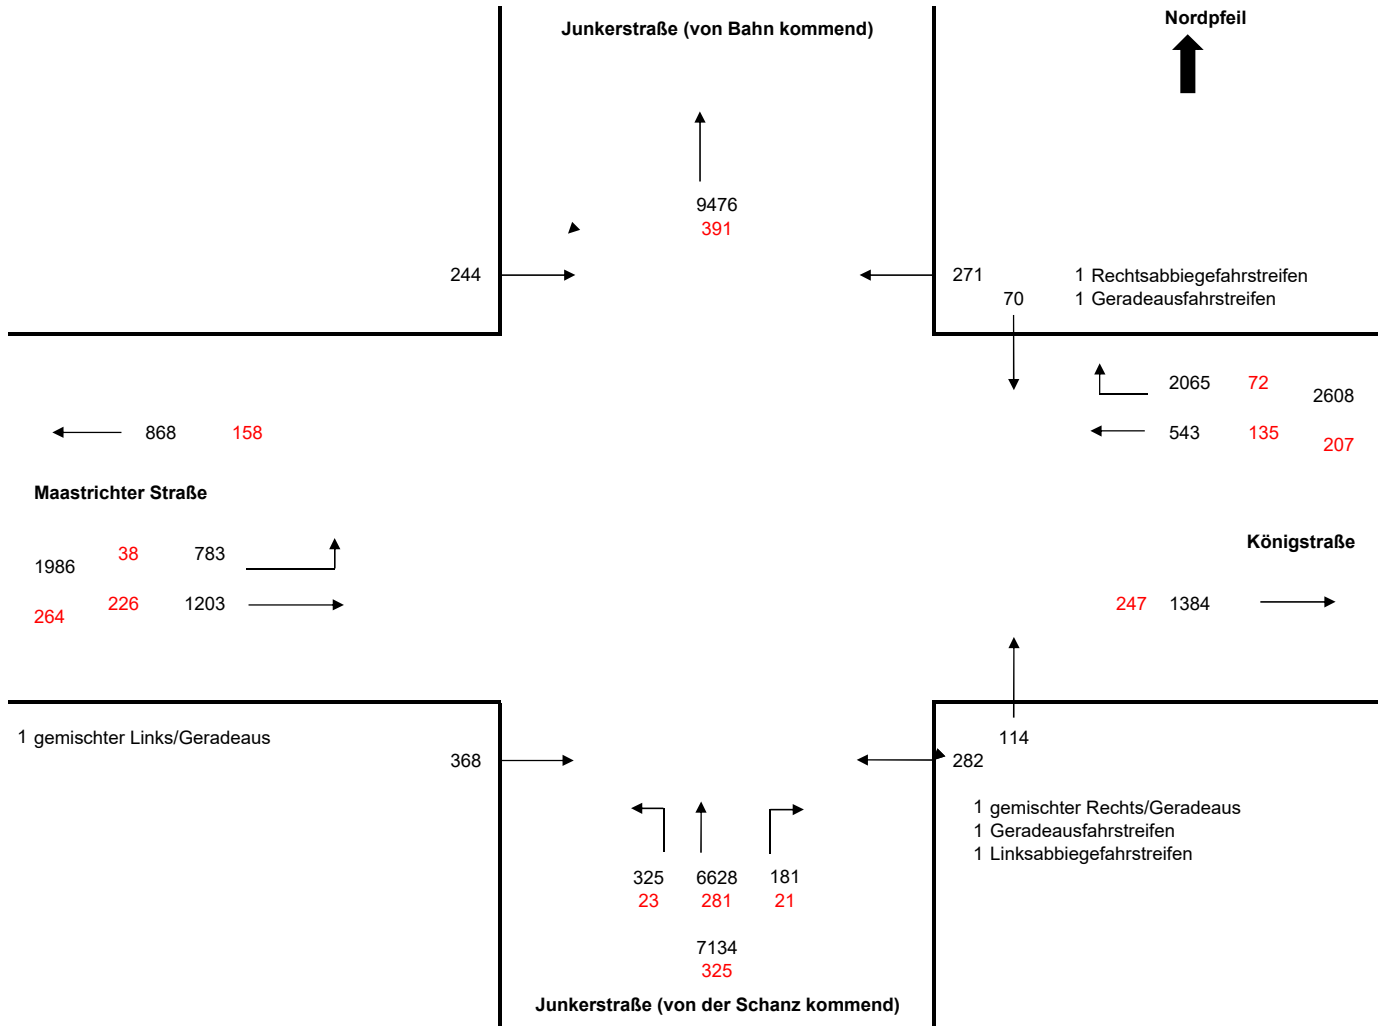 Junkerstraße (von Bahn kommend)
Nordpfeil
9476
391
244
271
1 Rechtsabbiegefahrstreifen
70
1 Geradeausfahrstreifen
2065 72
2608
868 158
543 135
207
Maastrichter Straße
38 783
1986
Königstraße
226 1203
264
247 1384
1 gemischter Links/Geradeaus
114
368
282
1 gemischter Rechts/Geradeaus
1 Geradeausfahrstreifen
1 Linksabbiegefahrstreifen
325 6628 181
23 281 21
7134
325
Junkerstraße (von der Schanz kommend)